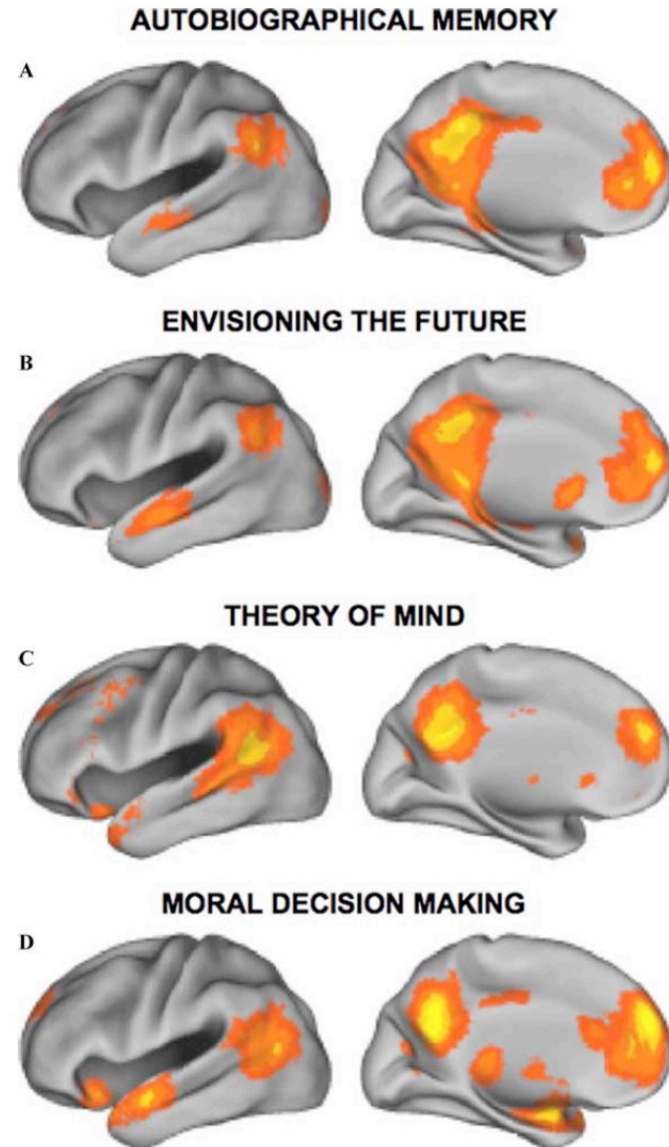 AUTOBIOGRAPHICAL MEMORY
A
ENVISIONING THE FUTURE
B
THEORY OF MIND
C
MORAL DECISION MAKING
D